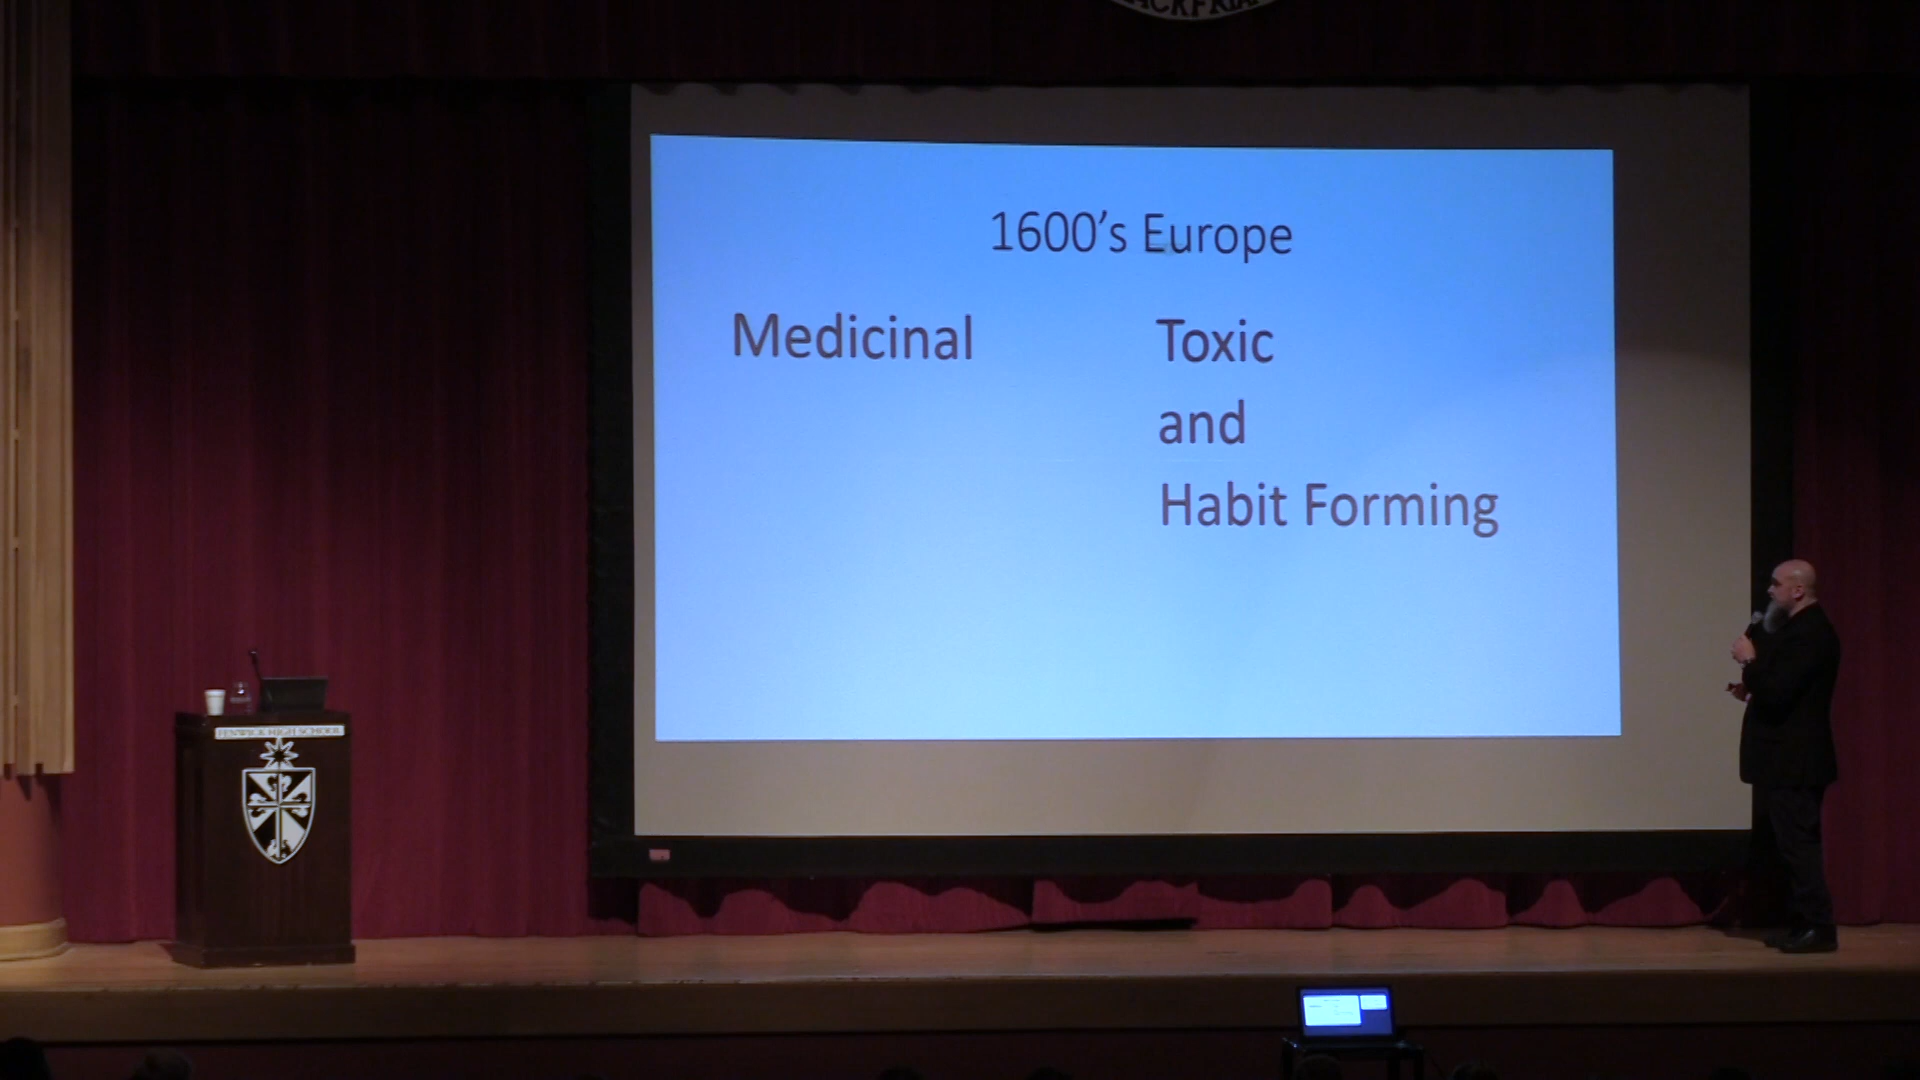 1600's Europe
Medicinal
Toxic
and
Habit Forming
FENWICK HIGH SCHOOL